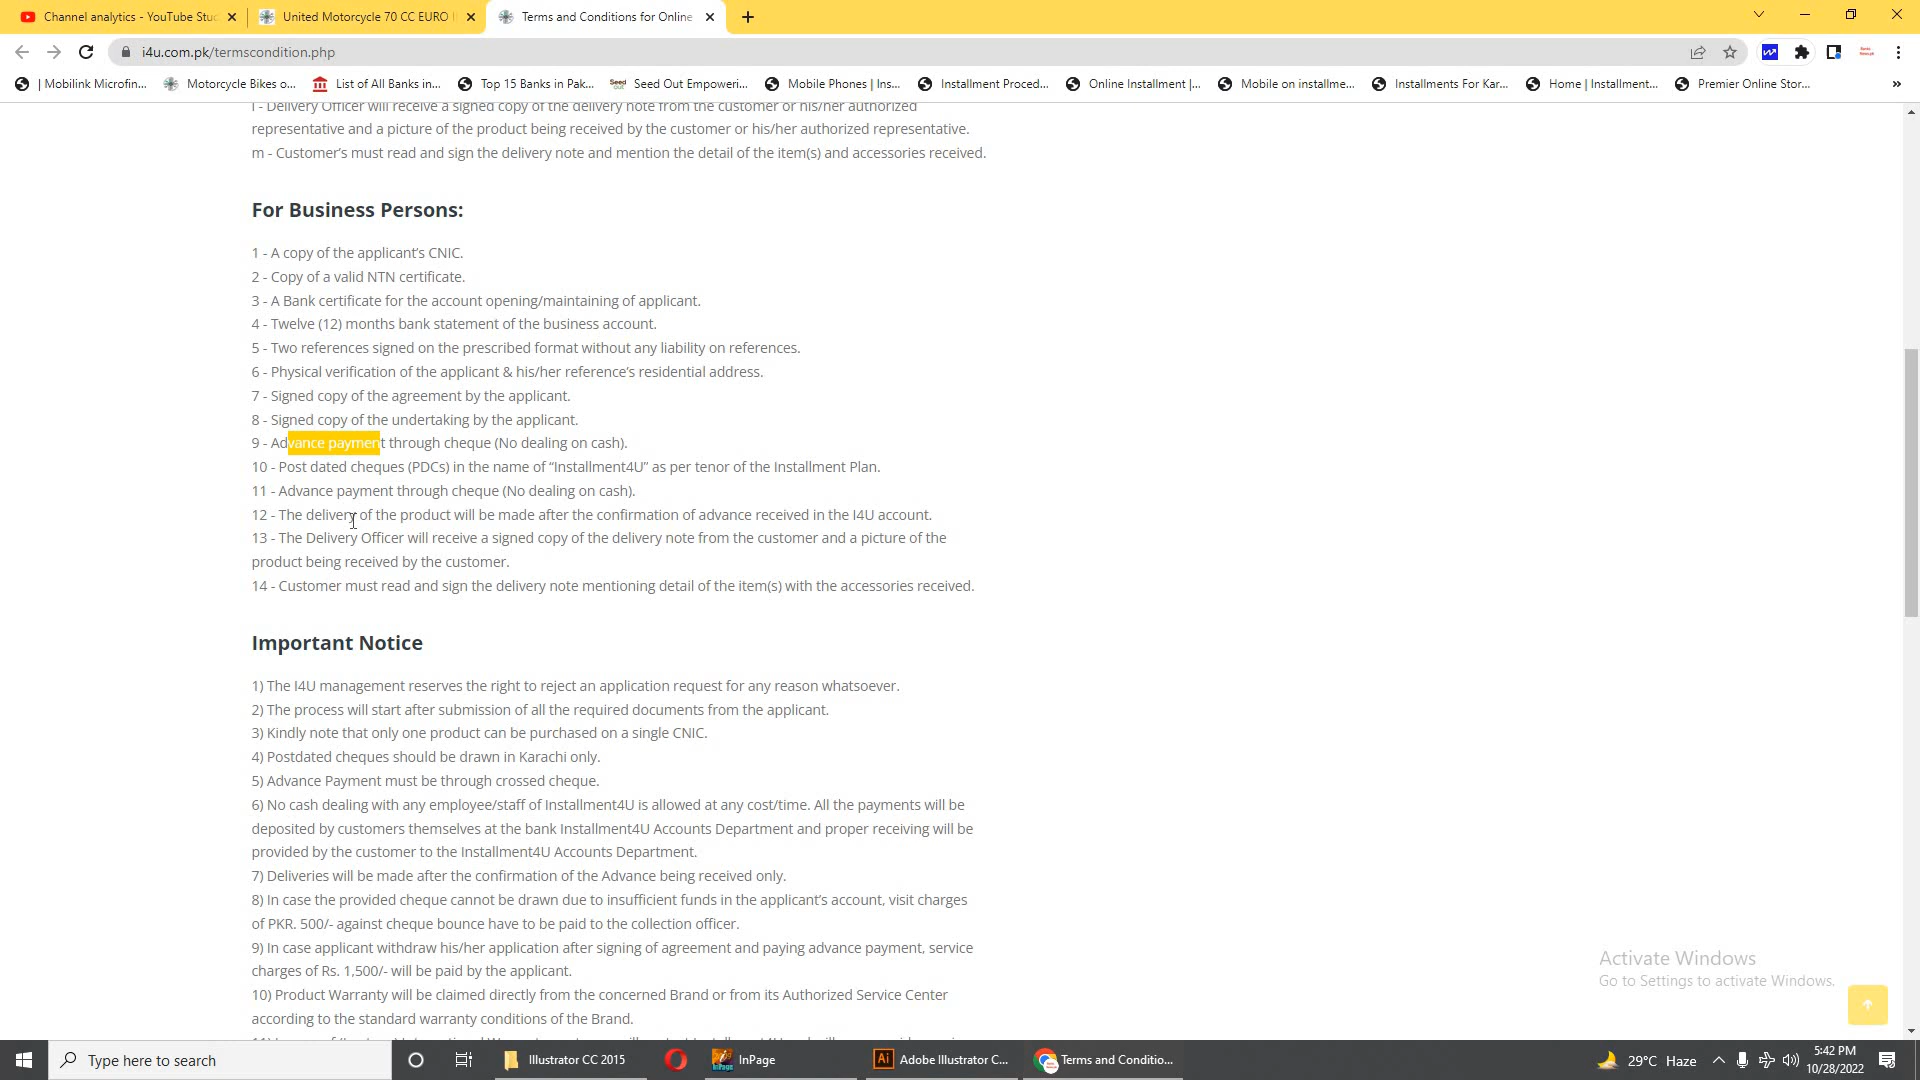 Channel analytics - YouTube Stud
United Motorcycle 70 CC EURO II
Terms and Conditions for Online
i4u.com.pk/termscondition.php
| Mobilink Microfin...
Motorcycle Bikes o...
List of All Banks in...
Top 15 Banks in Pak...
Seed Out Empoweri...
Mobile Phones | Ins...
Installment Proced...
Online Installment |...
Mobile on installme...
Installments For Kar...
Home | Installment...
Premier Online Stor...
l - Delivery Officer will receive a signed copy of the delivery note from the customer or his/her authorized
representative and a picture of the product being received by the customer or his/her authorized representative.
m - Customer's must read and sign the delivery note and mention the detail of the item(s) and accessories received.
For Business Persons:
1 - A copy of the applicant's CNIC.
2 - Copy of a valid NTN certificate.
3 - A Bank certificate for the account opening/maintaining of applicant.
4 - Twelve (12) months bank statement of the business account.
5 - Two references signed on the prescribed format without any liability on references.
6 - Physical verification of the applicant & his/her reference's residential address.
7 - Signed copy of the agreement by the applicant.
8 - Signed copy of the undertaking by the applicant.
9 - Advance payment through cheque (No dealing on cash).
10 - Post dated cheques (PDCs) in the name of “Installment4U” as per tenor of the Installment Plan.
11 - Advance payment through cheque (No dealing on cash).
12 - The delivery of the product will be made after the confirmation of advance received in the I4U account.
13 - The Delivery Officer will receive a signed copy of the delivery note from the customer and a picture of the
product being received by the customer.
14 - Customer must read and sign the delivery note mentioning detail of the item(s) with the accessories received.
Important Notice
1) The I4U management reserves the right to reject an application request for any reason whatsoever.
2) The process will start after submission of all the required documents from the applicant.
3) Kindly note that only one product can be purchased on a single CNIC.
4) Postdated cheques should be drawn in Karachi only.
5) Advance Payment must be through crossed cheque.
6) No cash dealing with any employee/staff of Installment4U is allowed at any cost/time. All the payments will be
deposited by customers themselves at the bank Installment4U Accounts Department and proper receiving will be
provided by the customer to the Installment4U Accounts Department.
7) Deliveries will be made after the confirmation of the Advance being received only.
8) In case the provided cheque cannot be drawn due to insufficient funds in the applicant's account, visit charges
of PKR. 500/- against cheque bounce have to be paid to the collection officer.
9) In case applicant withdraw his/her application after signing of agreement and paying advance payment, service
charges of Rs. 1,500/- will be paid by the applicant.
10) Product Warranty will be claimed directly from the concerned Brand or from its Authorized Service Center
according to the standard warranty conditions of the Brand.
Activate Windows
Go to Settings to activate Windows.
Type here to search
Illustrator CC 2015
InPage
Adobe Illustrator C...
Terms and Conditio...
29°C Haze
5:42 PM
10/28/2022